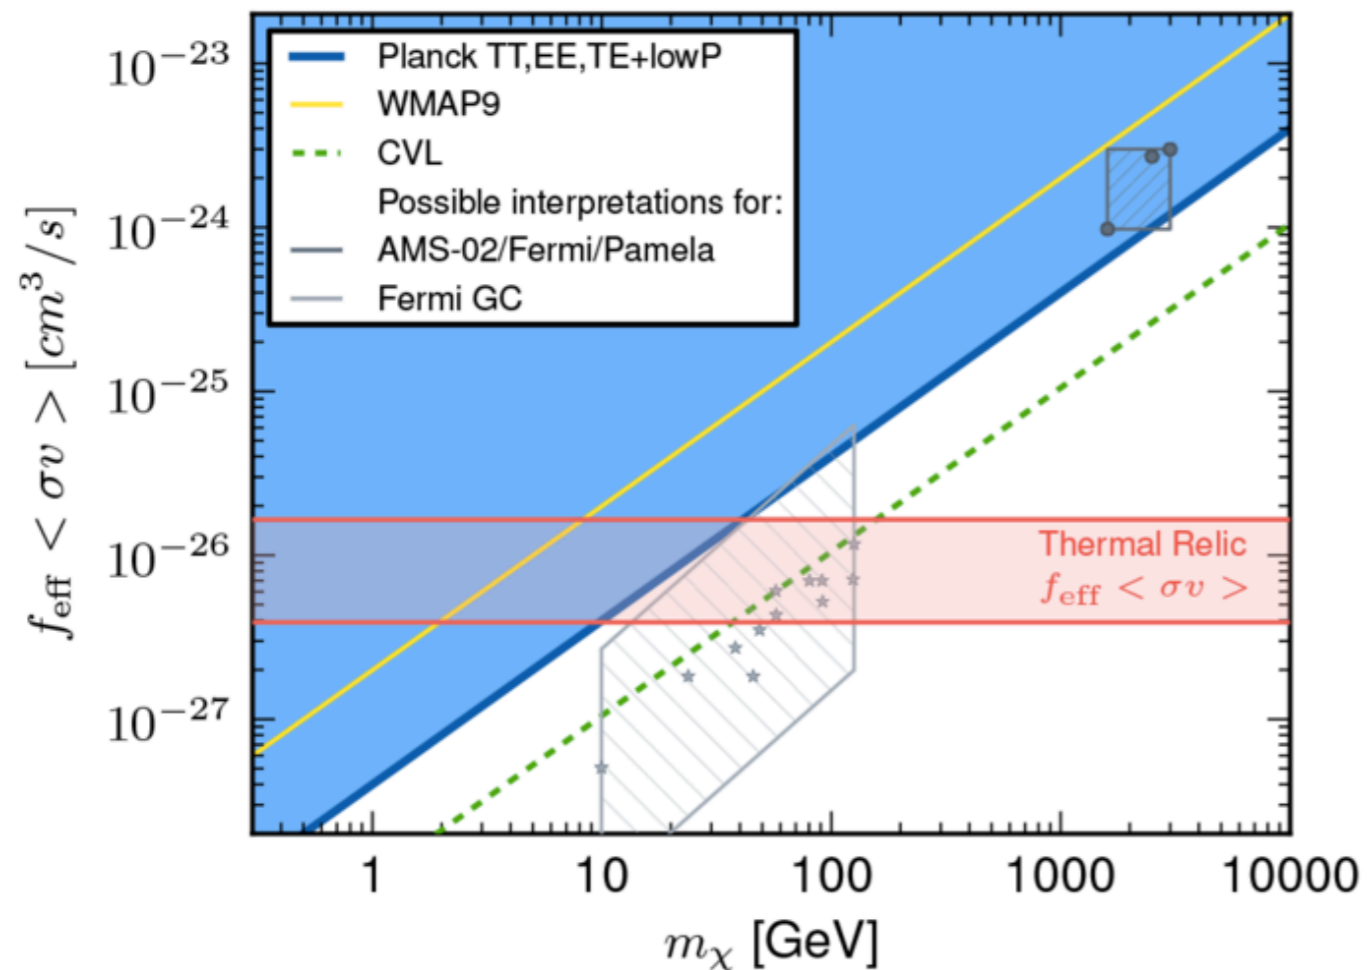 10⁻²³
10⁻²⁴
10⁻²⁵
10⁻²⁶
10⁻²⁷
f_eff < σv > [cm³/s]
Planck TT,EE,TE+lowP
WMAP9
CVL
Possible interpretations for:
AMS-02/Fermi/Pamela
Fermi GC
Thermal Relic
f_eff < σv >
1 10 100 1000 10000
m_χ [GeV]